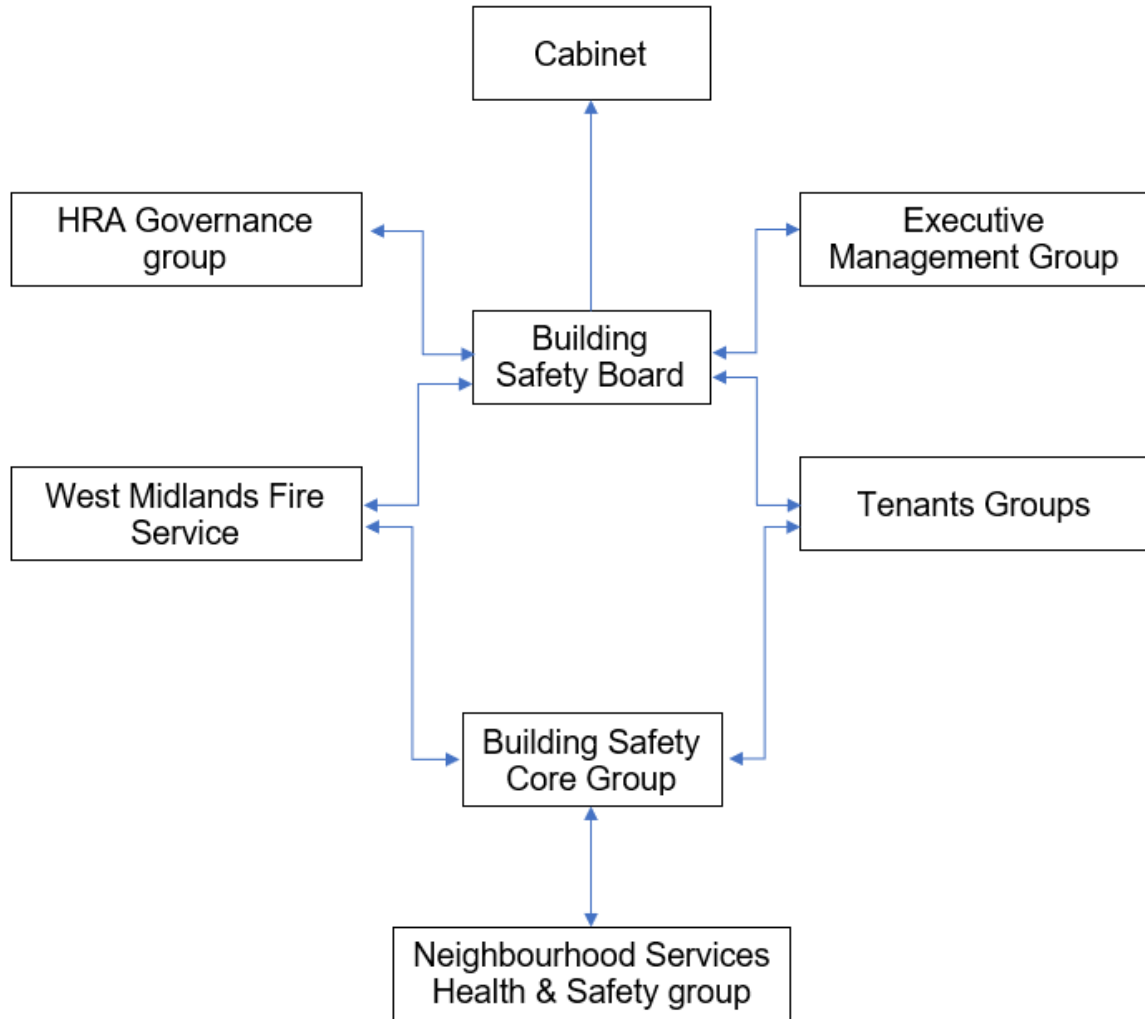 Cabinet
HRA Governance
group
Executive
Management Group
Building
Safety Board
West Midlands Fire
Service
Tenants Groups
Building Safety
Core Group
Neighbourhood Services
Health & Safety group